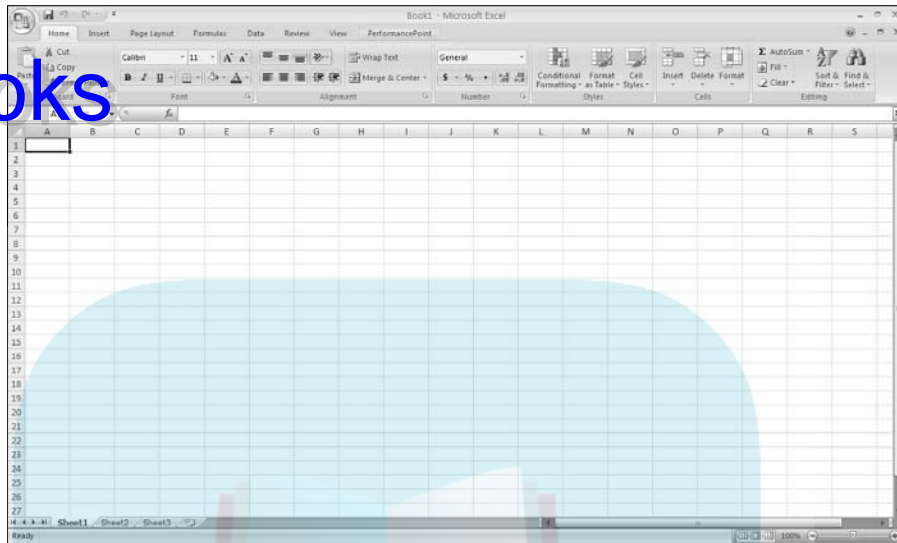 Book1 - Microsoft Excel
Home Insert Page Layout Formulas Data Review View PerformancePoint
Cut
Copy
Calibri 11 A A
Wrap Text
General
Σ AutoSum
Fill
Clear
B I U A
Merge & Center
$ % ,
Conditional Formatting Format as Table Cell Styles
Insert Delete Format
Sort & Filter Find & Select
oks
Font Alignment Number Styles Cells Editing
fx
A B C D E F G H I J K L M N O P Q R S
1
2
3
4
5
6
7
8
9
10
11
12
13
14
15
16
17
18
19
20
21
22
23
24
25
26
27
Sheet1 Sheet2 Sheet3
Ready 100%